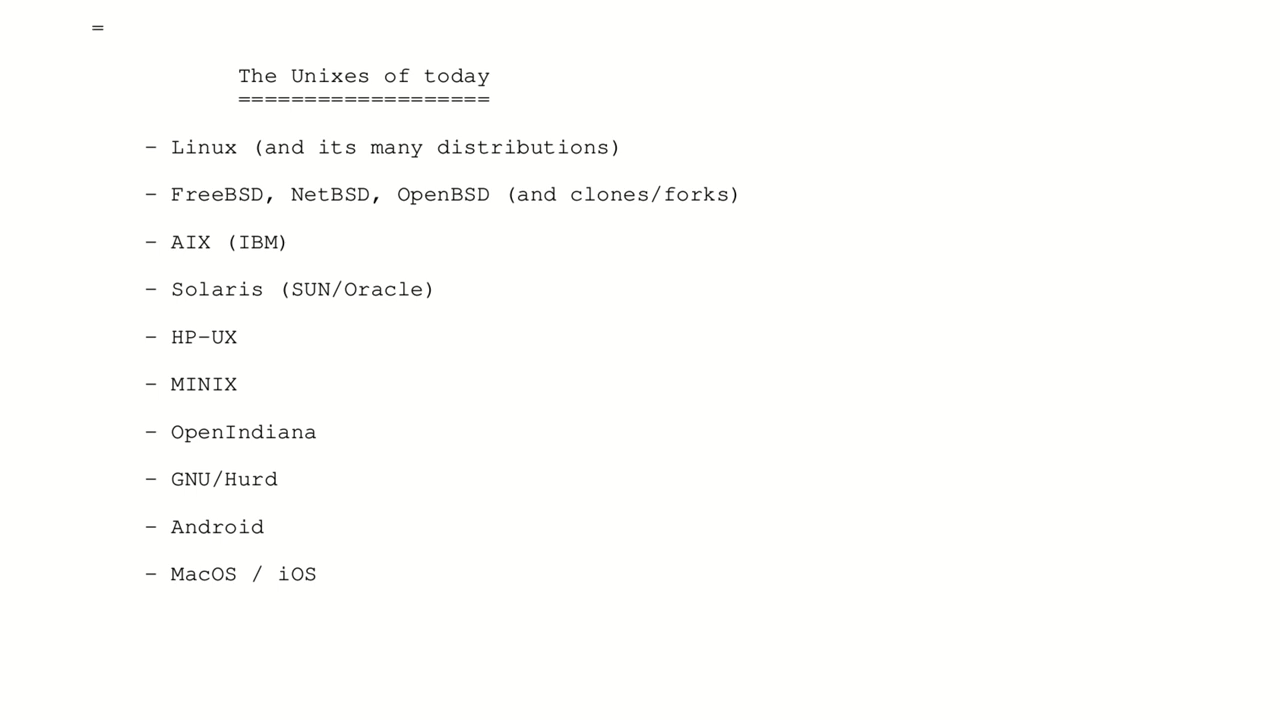 =
The Unixes of today
===================
- Linux (and its many distributions)
- FreeBSD, NetBSD, OpenBSD (and clones/forks)
- AIX (IBM)
- Solaris (SUN/Oracle)
- HP-UX
- MINIX
- OpenIndiana
- GNU/Hurd
- Android
- MacOS / iOS